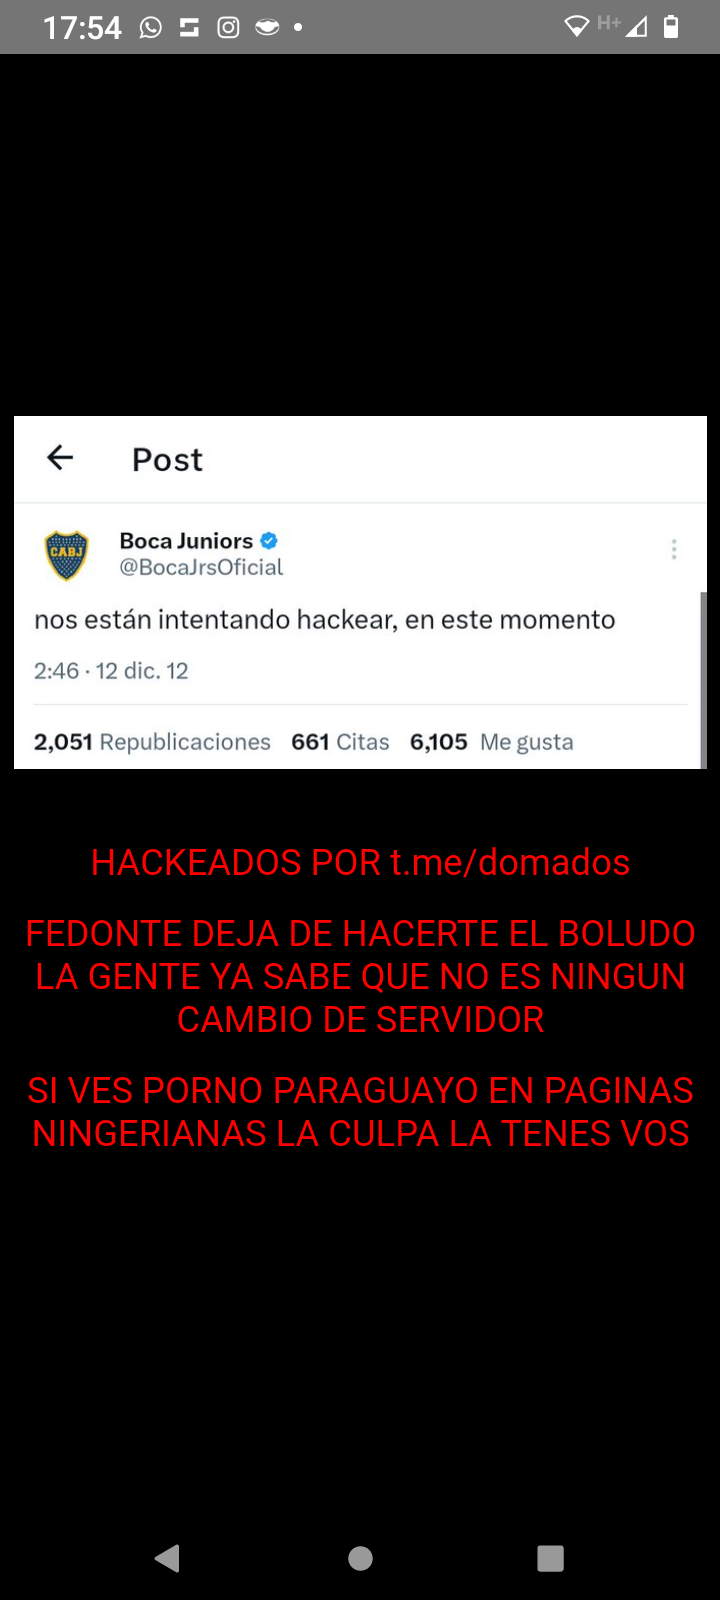 17:54
H+
Post
CABJ
Boca Juniors
@BocaJrsOficial
nos están intentando hackear, en este momento
2:46 · 12 dic. 12
2,051 Republicaciones 661 Citas 6,105 Me gusta
HACKEADOS POR t.me/domados
FEDONTE DEJA DE HACERTE EL BOLUDO
LA GENTE YA SABE QUE NO ES NINGUN
CAMBIO DE SERVIDOR
SI VES PORNO PARAGUAYO EN PAGINAS
NINGERIANAS LA CULPA LA TENES VOS